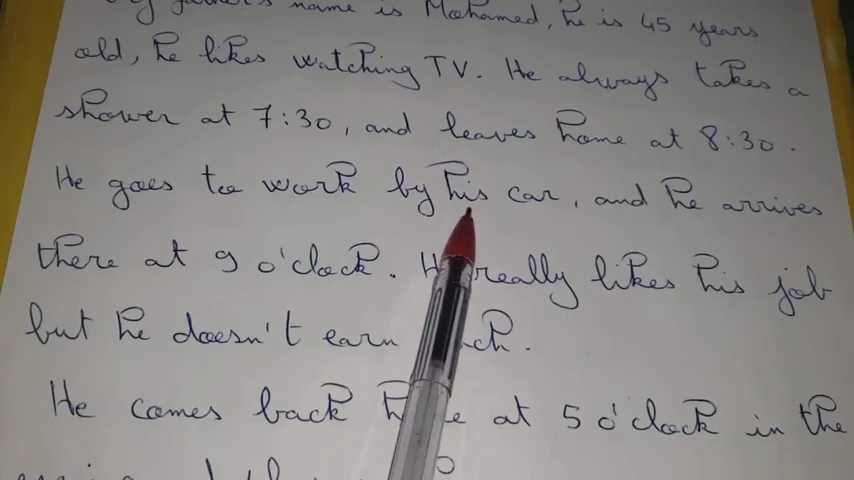 father's name is Mohamed, he is 45 years
old, he likes watching TV. He always takes a
shower at 7:30, and leaves home at 8:30.
He goes to work by his car, and he arrives
there at 9 o'clock. H really likes his job
but he doesn't earn ch.
He comes back h e at 5 o'clock in the